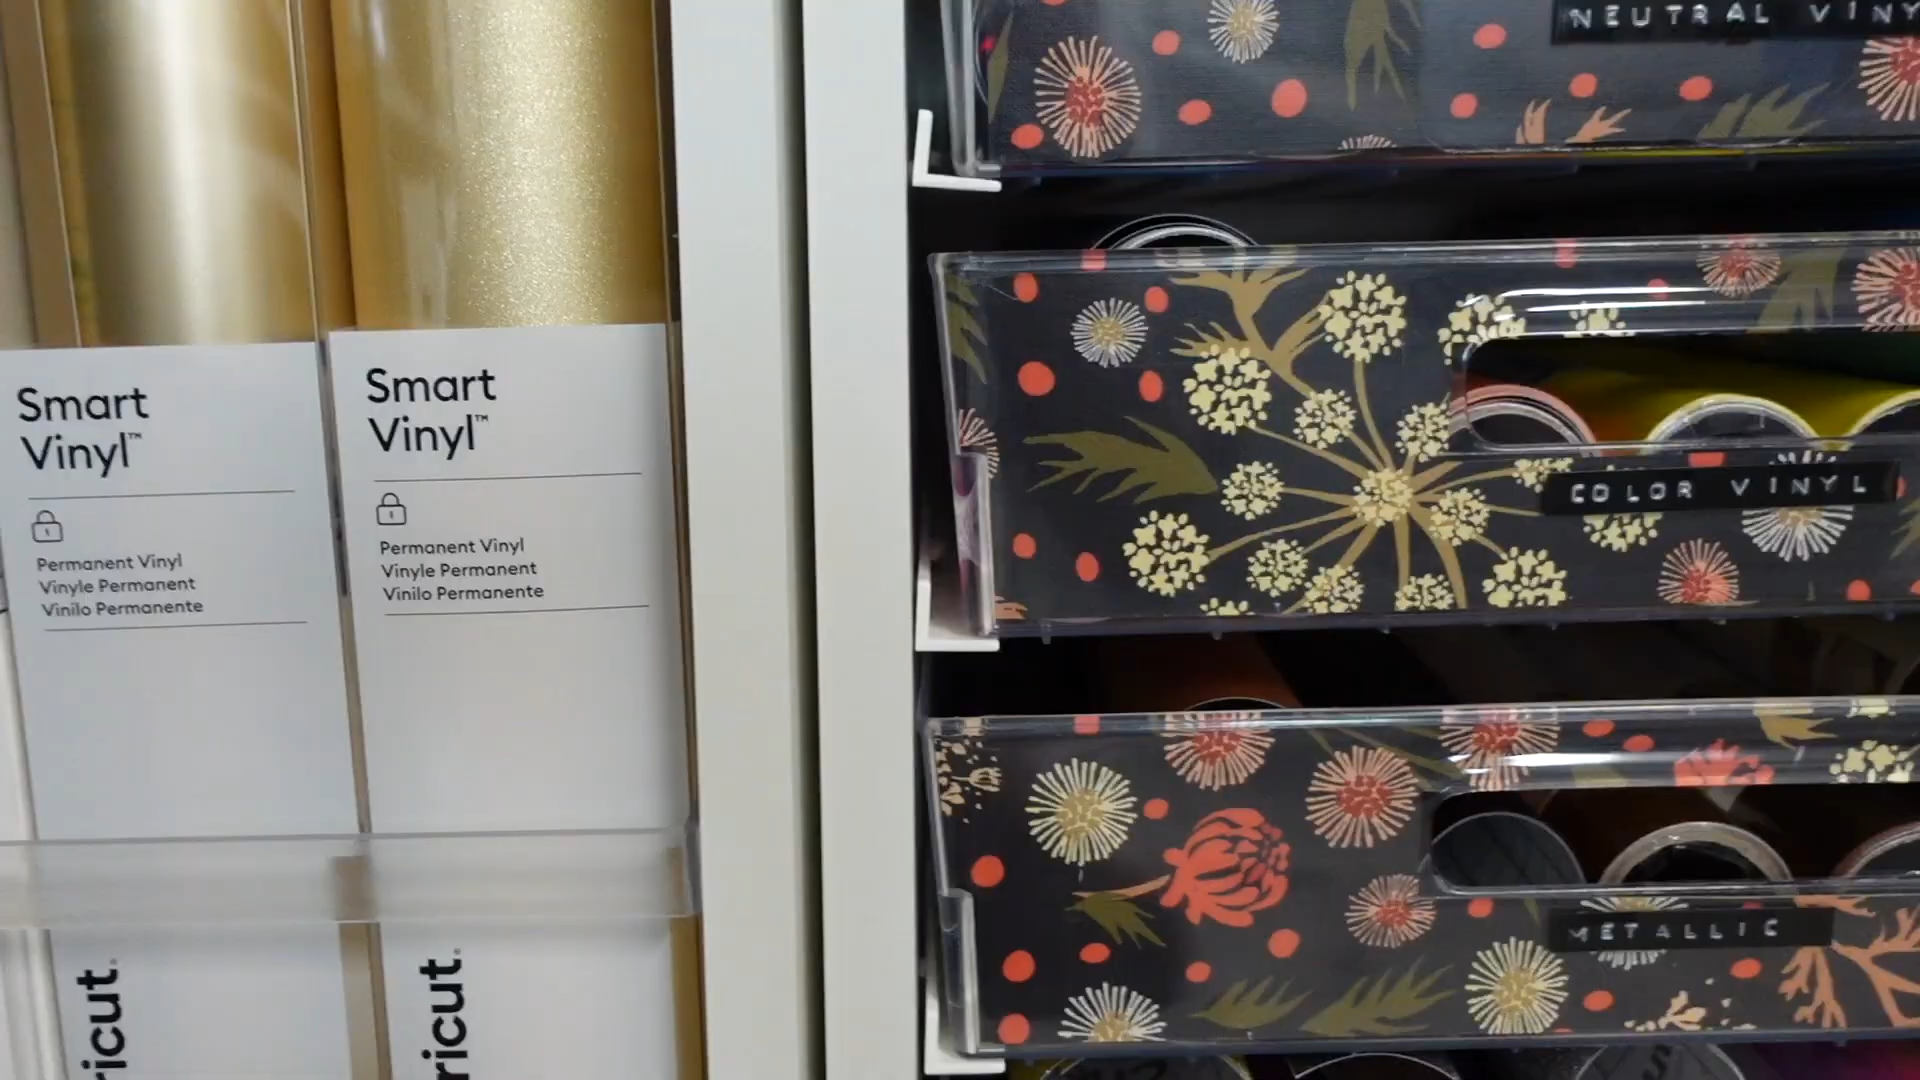 Smart
Vinyl™
Permanent Vinyl
Vinyle Permanent
Vinilo Permanente
ricut
Smart
Vinyl™
Permanent Vinyl
Vinyle Permanent
Vinilo Permanente
ricut
NEUTRAL VINY
COLOR VINYL
METALLIC